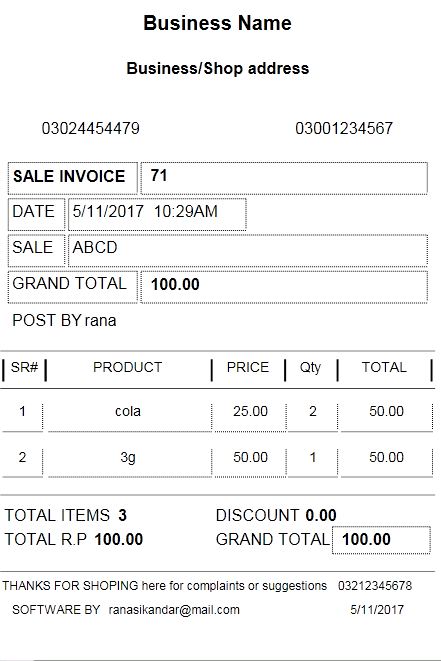 Business Name
Business/Shop address
03024454479 03001234567
SALE INVOICE 71
DATE 5/11/2017 10:29AM
SALE ABCD
GRAND TOTAL 100.00
POST BY rana
SR# PRODUCT PRICE Qty TOTAL
1 cola 25.00 2 50.00
2 3g 50.00 1 50.00
TOTAL ITEMS 3 DISCOUNT 0.00
TOTAL R.P 100.00 GRAND TOTAL 100.00
THANKS FOR SHOPING here for complaints or suggestions 03212345678
SOFTWARE BY ranasikandar@mail.com 5/11/2017